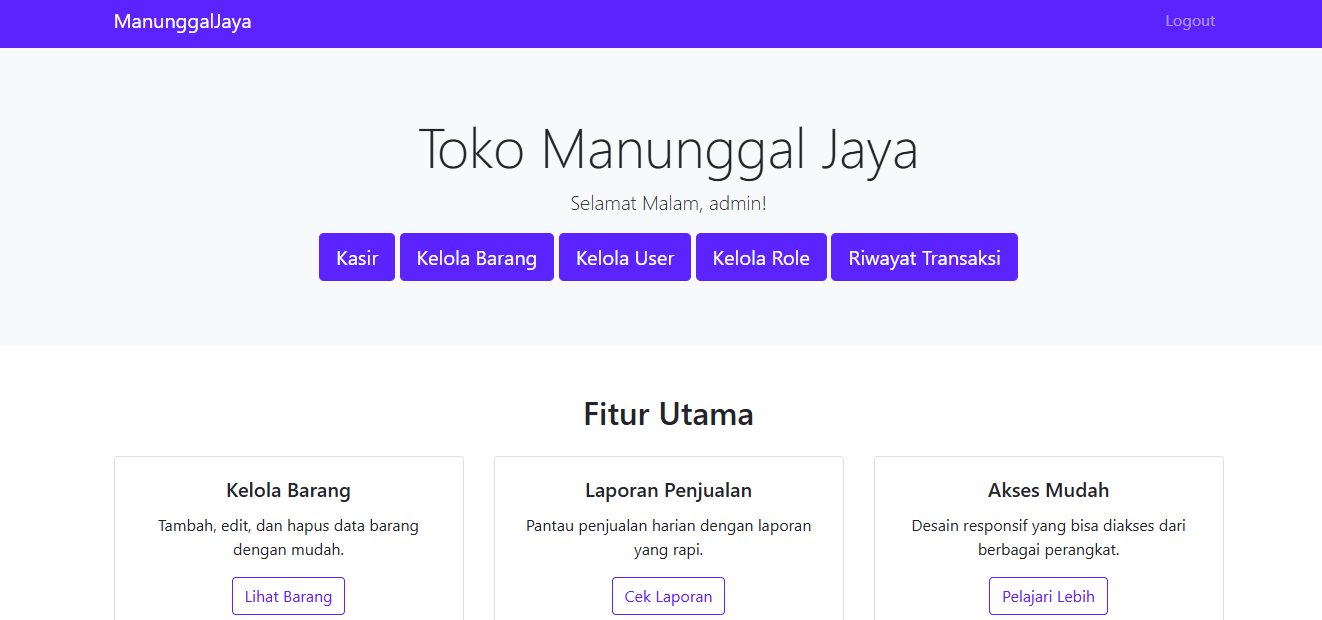 ManunggalJaya
Logout
Toko Manunggal Jaya
Selamat Malam, admin!
Kasir
Kelola Barang
Kelola User
Kelola Role
Riwayat Transaksi
Fitur Utama
Kelola Barang
Tambah, edit, dan hapus data barang
dengan mudah.
Lihat Barang
Laporan Penjualan
Pantau penjualan harian dengan laporan
yang rapi.
Cek Laporan
Akses Mudah
Desain responsif yang bisa diakses dari
berbagai perangkat.
Pelajari Lebih